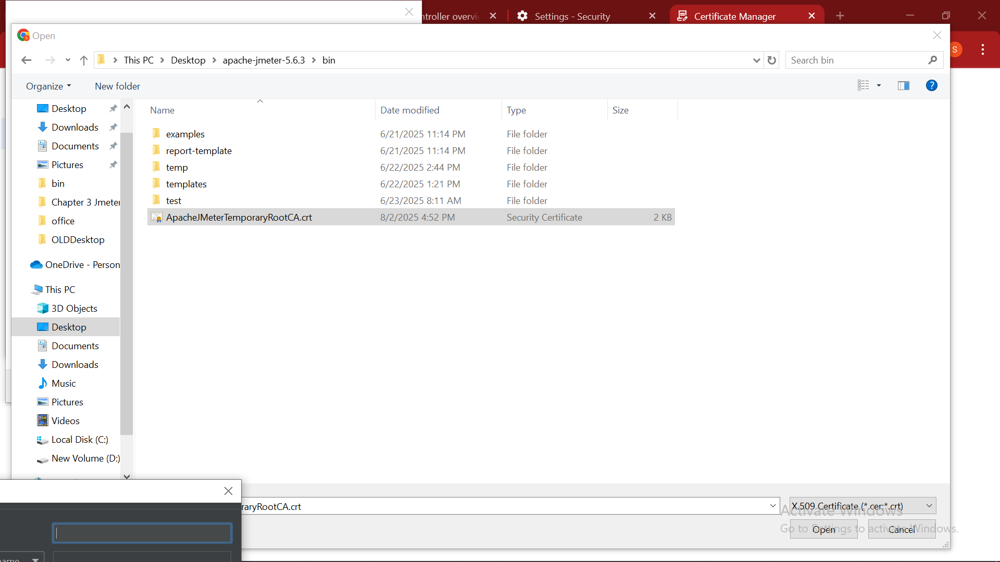 ntroller overvi
Settings - Security
Certificate Manager
Open
S
This PC > Desktop > apache-jmeter-5.6.3 > bin
Search bin
Organize
New folder
?
Name
Date modified
Type
Size
Desktop
Downloads
Documents
Pictures
bin
Chapter 3 Jmeter
office
OLDDesktop
OneDrive - Person
This PC
3D Objects
Desktop
Documents
Downloads
Music
Pictures
Videos
Local Disk (C:)
New Volume (D:)
examples 6/21/2025 11:14 PM File folder
report-template 6/21/2025 11:14 PM File folder
temp 6/22/2025 2:44 PM File folder
templates 6/22/2025 1:21 PM File folder
test 6/23/2025 8:11 AM File folder
ApacheJMeterTemporaryRootCA.crt 8/2/2025 4:52 PM Security Certificate 2 KB
raryRootCA.crt
X.509 Certificate (*.cer;*.crt)
Activate Windows
Go to Settings to activate Windows.
Open
Cancel
name